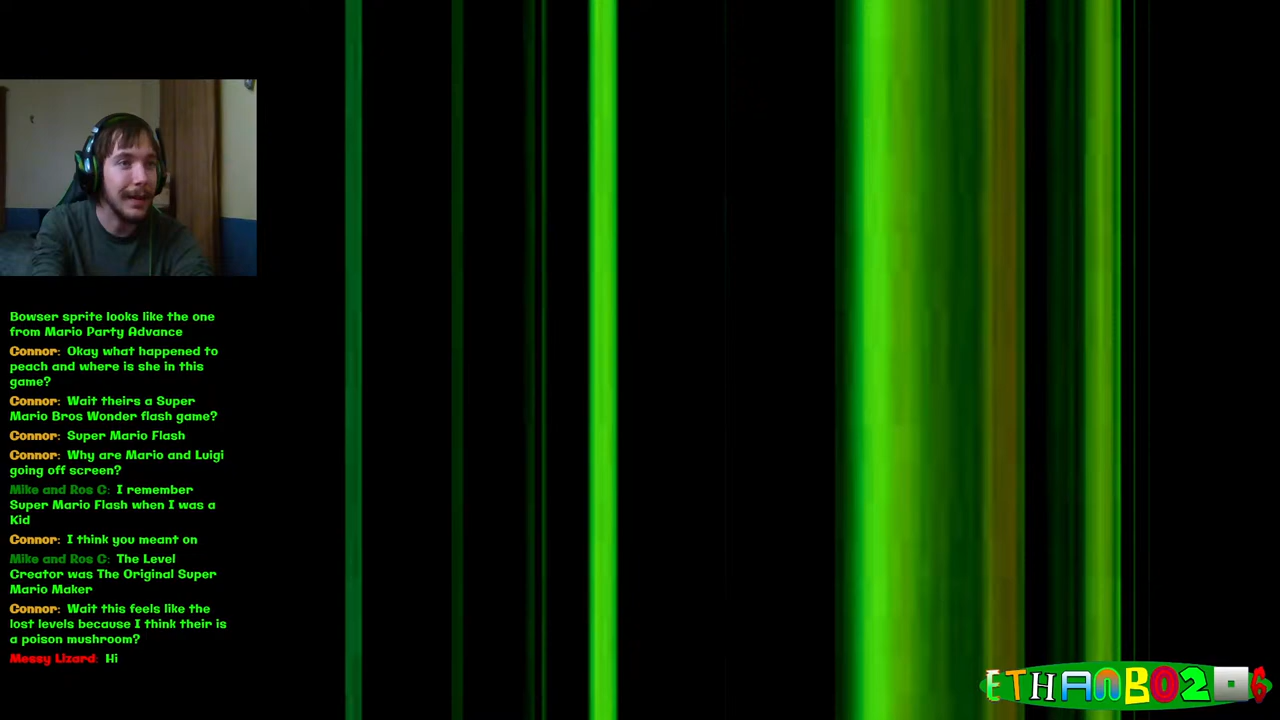 Bowser sprite looks like the one
from Mario Party Advance
Connor: Okay what happened to
peach and where is she in this
game?
Connor: Wait theirs a Super
Mario Bros Wonder flash game?
Connor: Super Mario Flash
Connor: Why are Mario and Luigi
going off screen?
Mike and Ros C: I remember
Super Mario Flash when I was a
Kid
Connor: I think you meant on
Mike and Ros C: The Level
Creator was The Original Super
Mario Maker
Connor: Wait this feels like the
lost levels because I think their is
a poison mushroom?
Messy Lizard: Hi
ETHANBO206